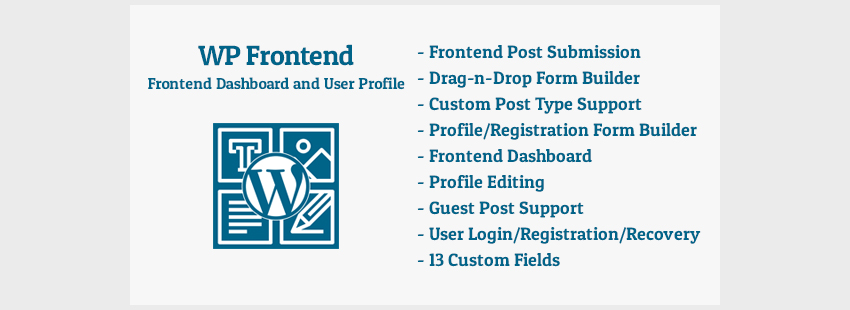 WP Frontend
Frontend Dashboard and User Profile
T
W
- Frontend Post Submission
- Drag-n-Drop Form Builder
- Custom Post Type Support
- Profile/Registration Form Builder
- Frontend Dashboard
- Profile Editing
- Guest Post Support
- User Login/Registration/Recovery
- 13 Custom Fields